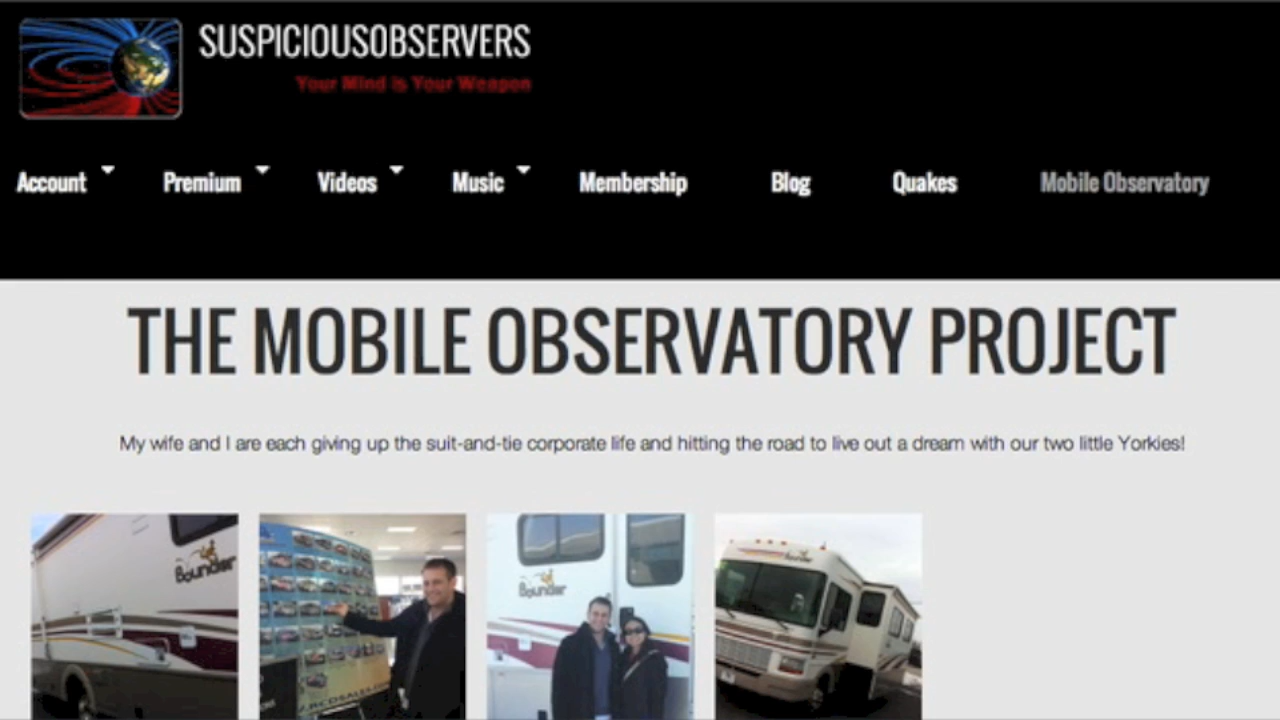 SUSPICIOUSOBSERVERS
Your Mind is Your Weapon
Account Premium Videos Music Membership Blog Quakes Mobile Observatory
THE MOBILE OBSERVATORY PROJECT
My wife and I are each giving up the suit-and-tie corporate life and hitting the road to live out a dream with our two little Yorkies!
Bounder
Bounder
Bounder